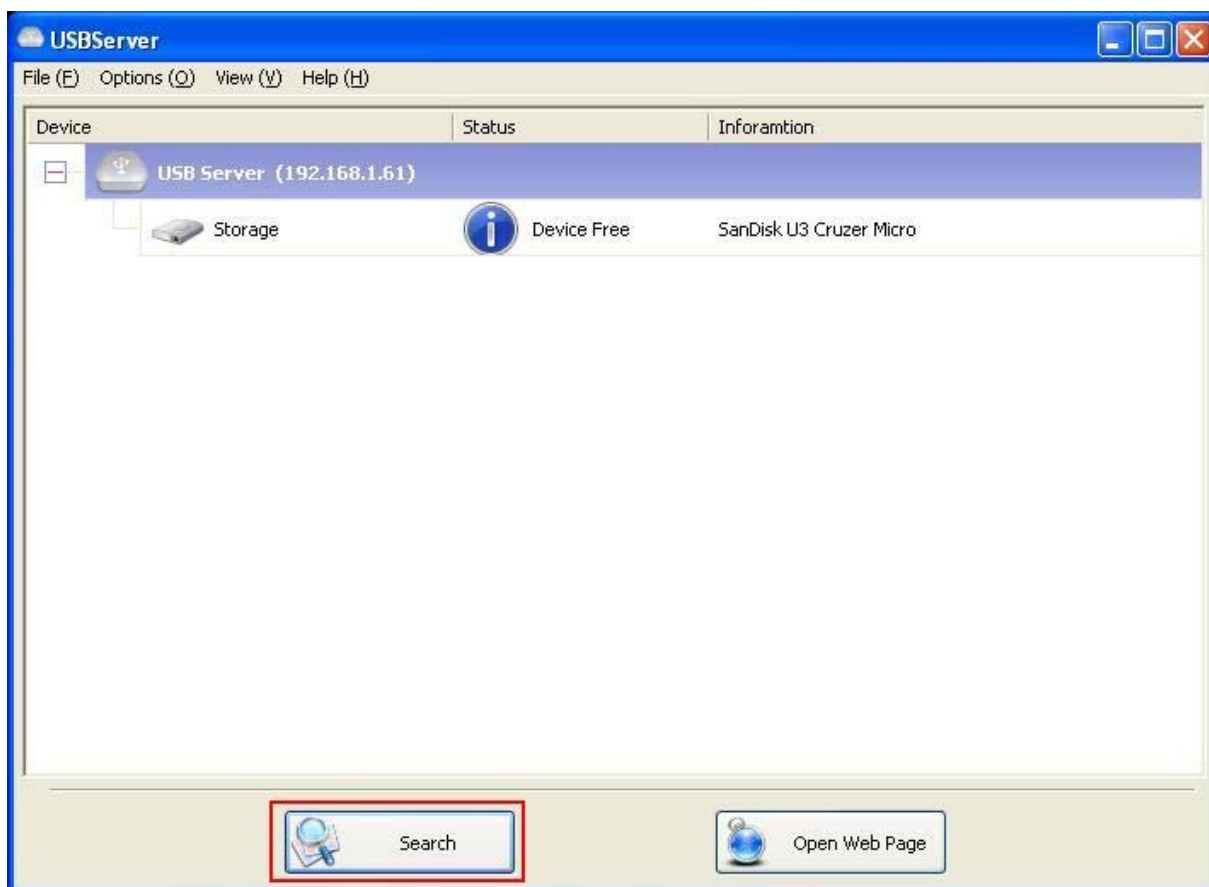 USBServer
File (F) Options (O) View (V) Help (H)
Device Status Inforamtion
USB Server (192.168.1.61)
Storage Device Free SanDisk U3 Cruzer Micro
Search Open Web Page